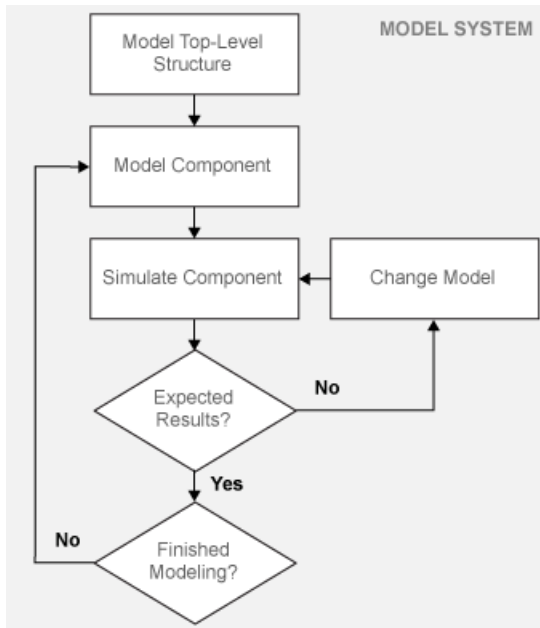 MODEL SYSTEM
Model Top-Level
Structure
Model Component
Simulate Component
Change Model
Expected
Results?
No
Yes
No
Finished
Modeling?